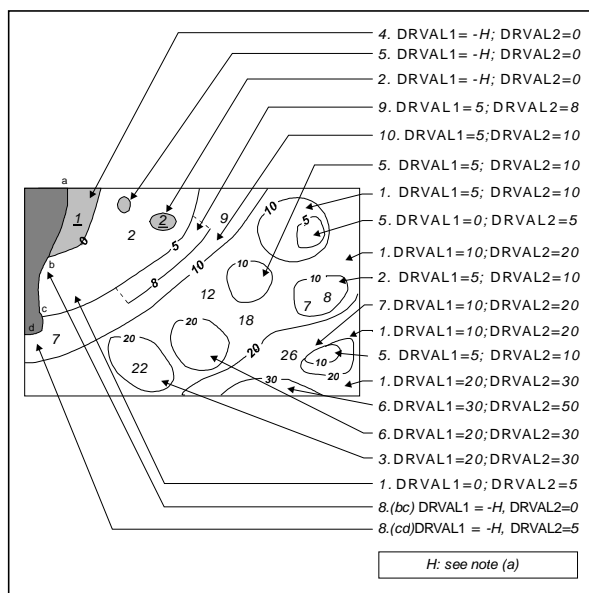 4. DRVAL1= -H; DRVAL2=0
5. DRVAL1= -H; DRVAL2=0
2. DRVAL1= -H; DRVAL2=0
9. DRVAL1=5; DRVAL2=8
10. DRVAL1=5;DRVAL2=10
5. DRVAL1=5; DRVAL2=10
1. DRVAL1=5; DRVAL2=10
5. DRVAL1=0; DRVAL2=5
1. DRVAL1=10; DRVAL2=20
2. DRVAL1=5; DRVAL2=10
7. DRVAL1=10; DRVAL2=20
1. DRVAL1=10; DRVAL2=20
5. DRVAL1=5; DRVAL2=10
1. DRVAL1=20; DRVAL2=30
6. DRVAL1=30; DRVAL2=50
6. DRVAL1=20; DRVAL2=30
3. DRVAL1=20; DRVAL2=30
1. DRVAL1=0; DRVAL2=5
8.(bc) DRVAL1 = -H, DRVAL2=0
8.(cd)DRVAL1 = -H, DRVAL2=5
H: see note (a)
a
1
0
2
2
9
10
5
b
5
8
10
10
10
c
12
7 8
d
7
18
20
20
20
26
10
22
30
20